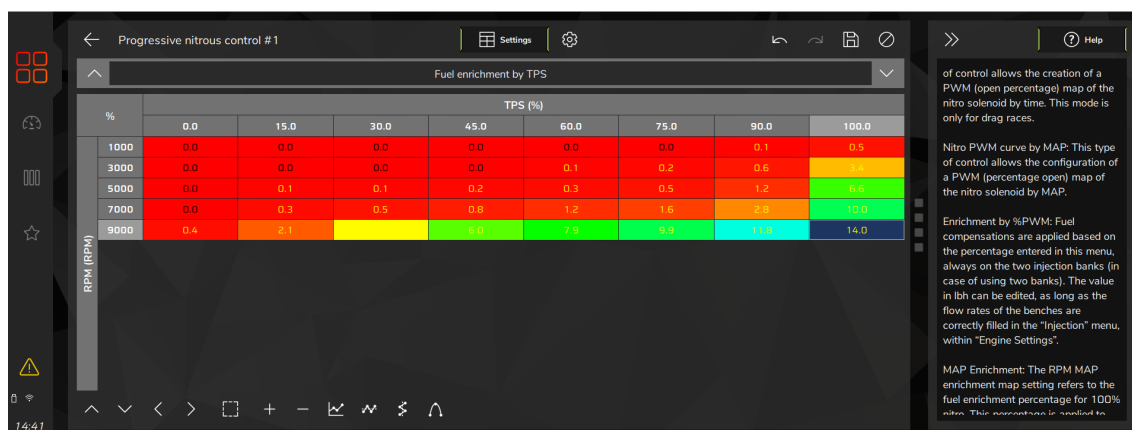 Progressive nitrous control #1
Settings
Fuel enrichment by TPS
%
TPS (%)
0.0 15.0 30.0 45.0 60.0 75.0 90.0 100.0
RPM (RPM)
1000 0.0 0.0 0.0 0.0 0.0 0.0 0.1 0.5
3000 0.0 0.0 0.0 0.0 0.1 0.2 0.6 3.4
5000 0.0 0.1 0.1 0.2 0.3 0.5 1.2 6.6
7000 0.0 0.3 0.5 0.8 1.2 1.6 2.8 10.0
9000 0.4 2.1 6.0 7.9 9.9 11.8 14.0
14:41
Help
of control allows the creation of a
PWM (open percentage) map of the
nitro solenoid by time. This mode is
only for drag races.
Nitro PWM curve by MAP: This type
of control allows the configuration of
a PWM (percentage open) map of
the nitro solenoid by MAP.
Enrichment by %PWM: Fuel
compensations are applied based on
the percentage entered in this menu,
always on the two injection banks (in
case of using two banks). The value
in lbh can be edited, as long as the
flow rates of the benches are
correctly filled in the "Injection" menu,
within "Engine Settings".
MAP Enrichment: The RPM MAP
enrichment map setting refers to the
fuel enrichment percentage for 100%
nitro. This percentage is applied to